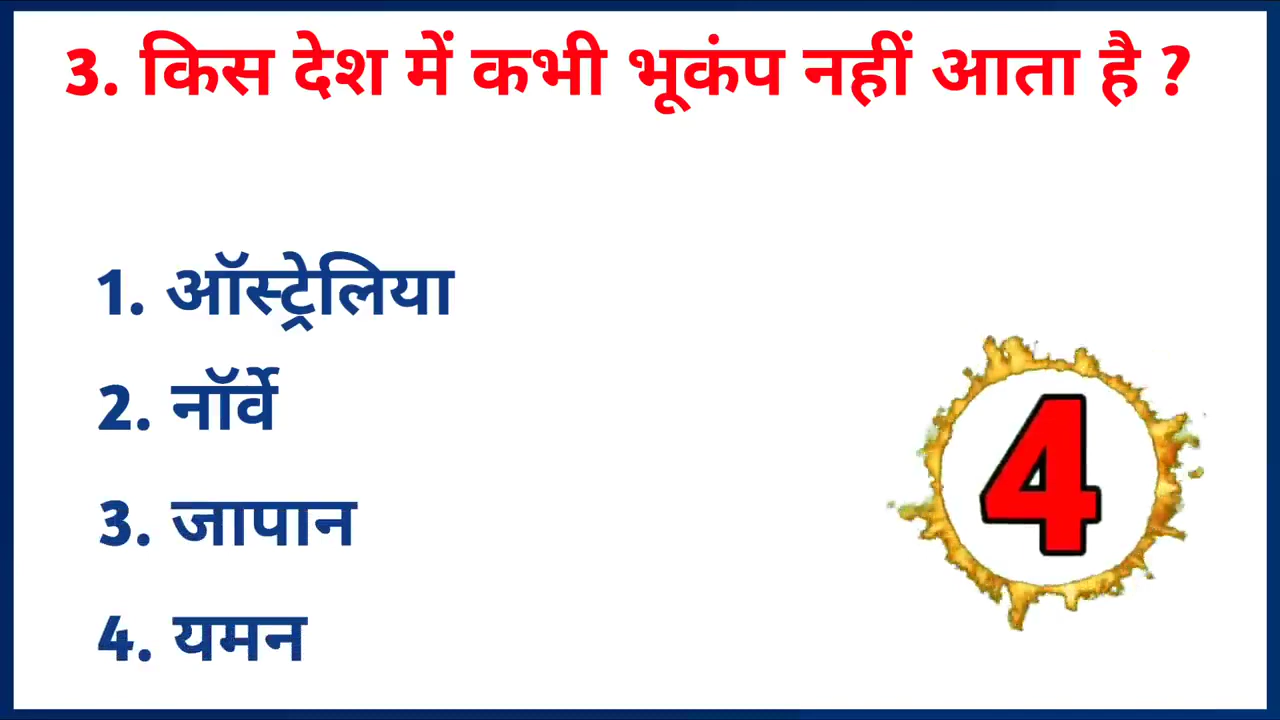 3. किस देश में कभी भूकंप नहीं आता है ?
1. ऑस्ट्रेलिया
2. नॉर्वे
3. जापान
4
4. यमन